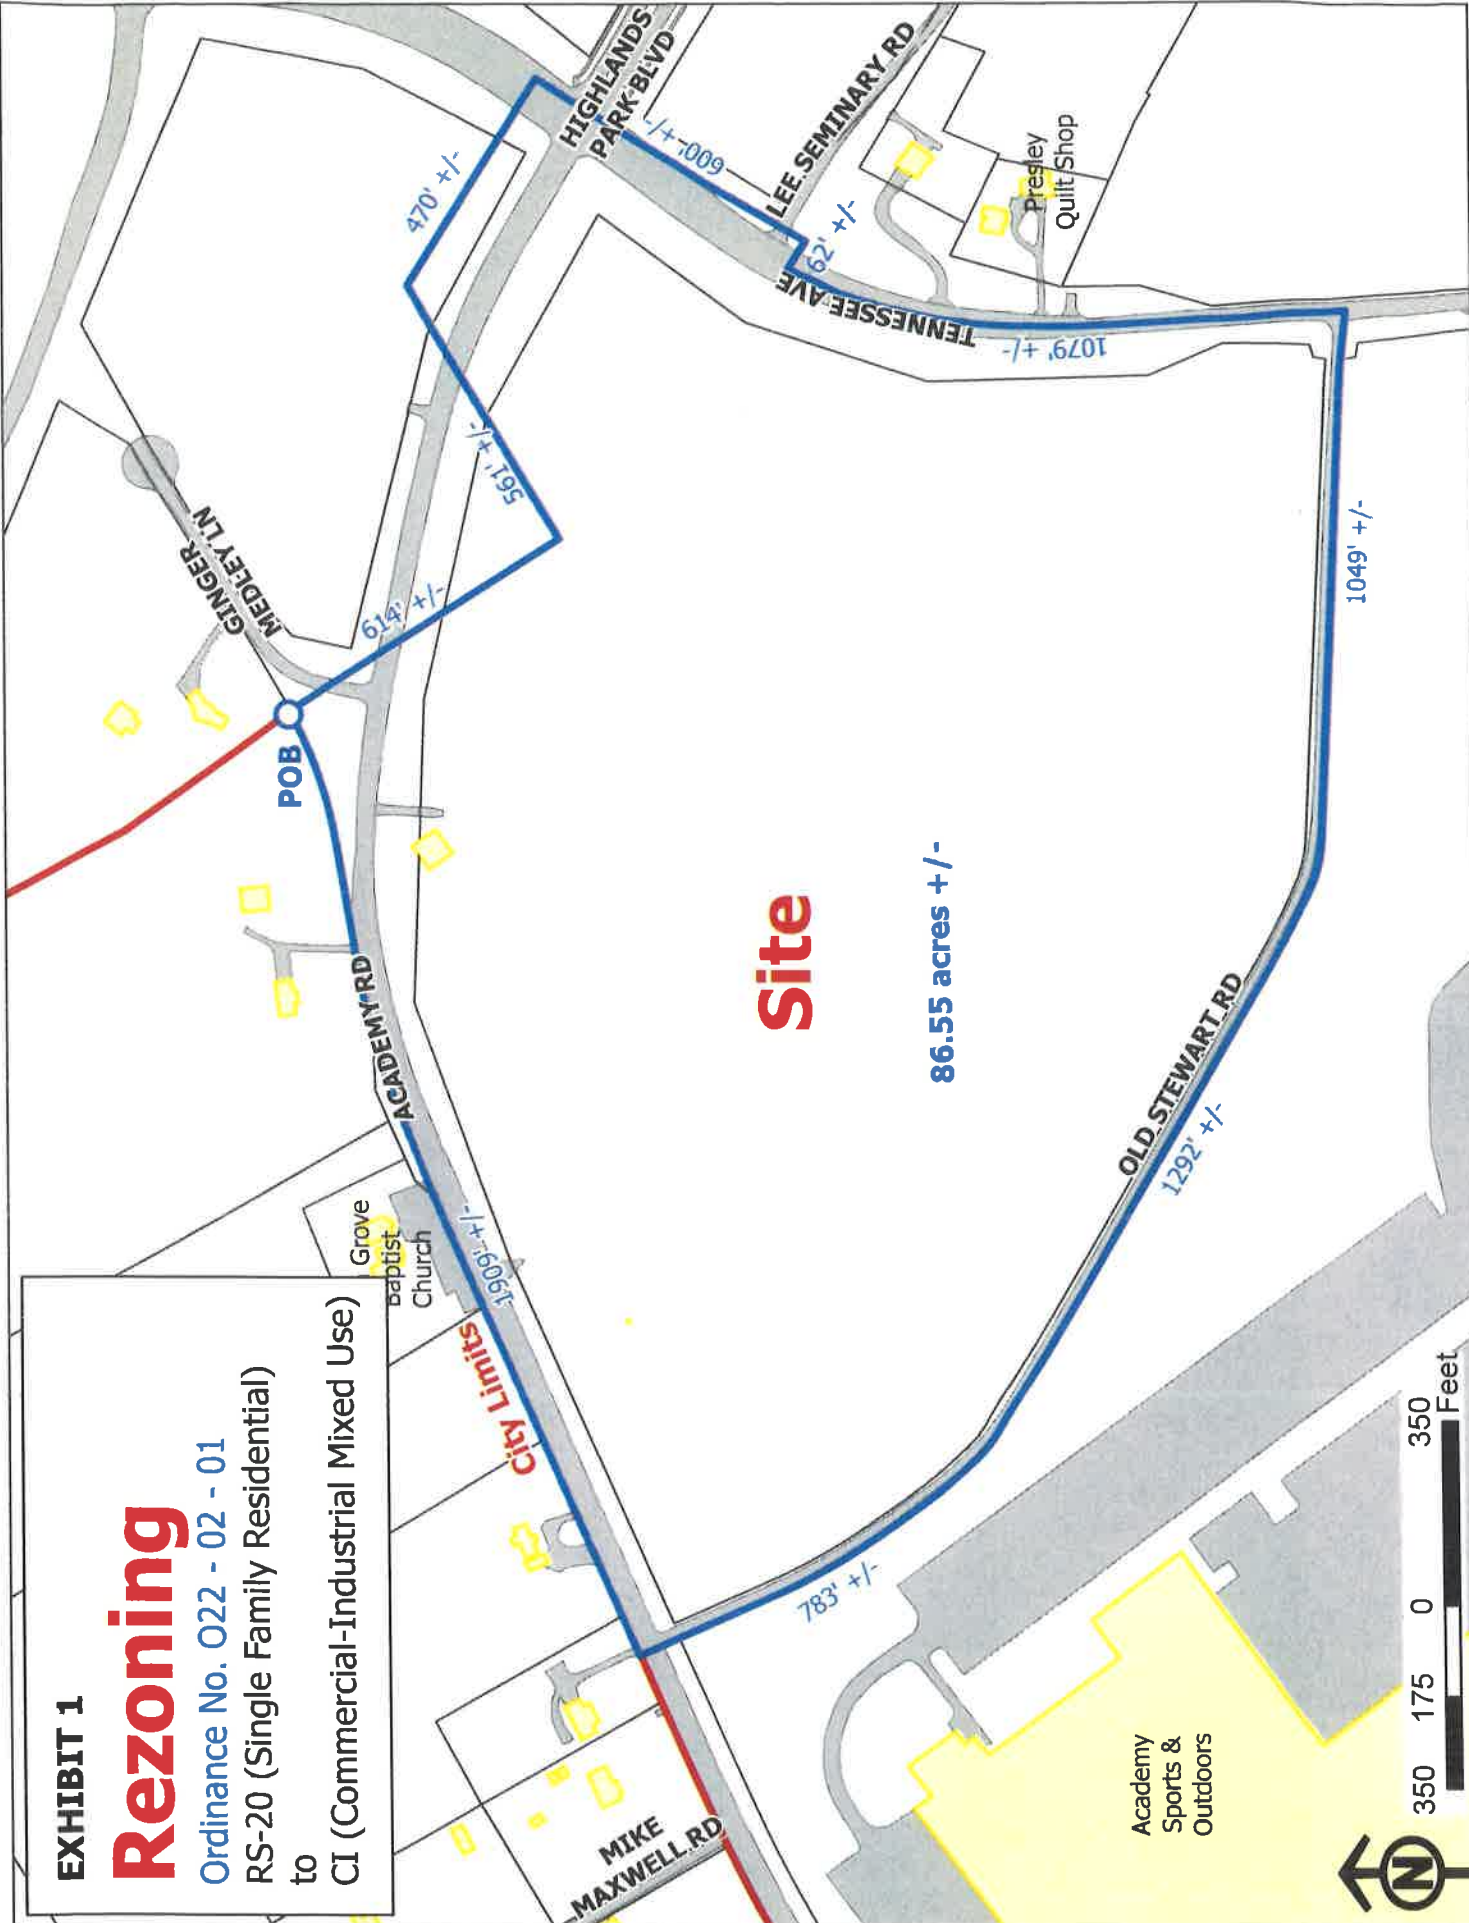 EXHIBIT 1
Rezoning
Ordinance No. O22 - 02 - 01
RS-20 (Single Family Residential)
to
CI (Commercial-Industrial Mixed Use)
Grove
Baptist
Church
City Limits
1909' +/-
ACADEMY RD
POB
GINGER
MEDLEY LN
614' +/-
561' +/-
470' +/-
HIGHLANDS
PARK BLVD
600' +/-
LEE SEMINARY RD
62' +/-
TENNESSEE AVE
1079' +/-
Presley
Quilt Shop
1049' +/-
Site
86.55 acres +/-
OLD STEWART RD
1292' +/-
783' +/-
MIKE
MAXWELL RD
Academy
Sports &
Outdoors
350 175 0 350
Feet
N